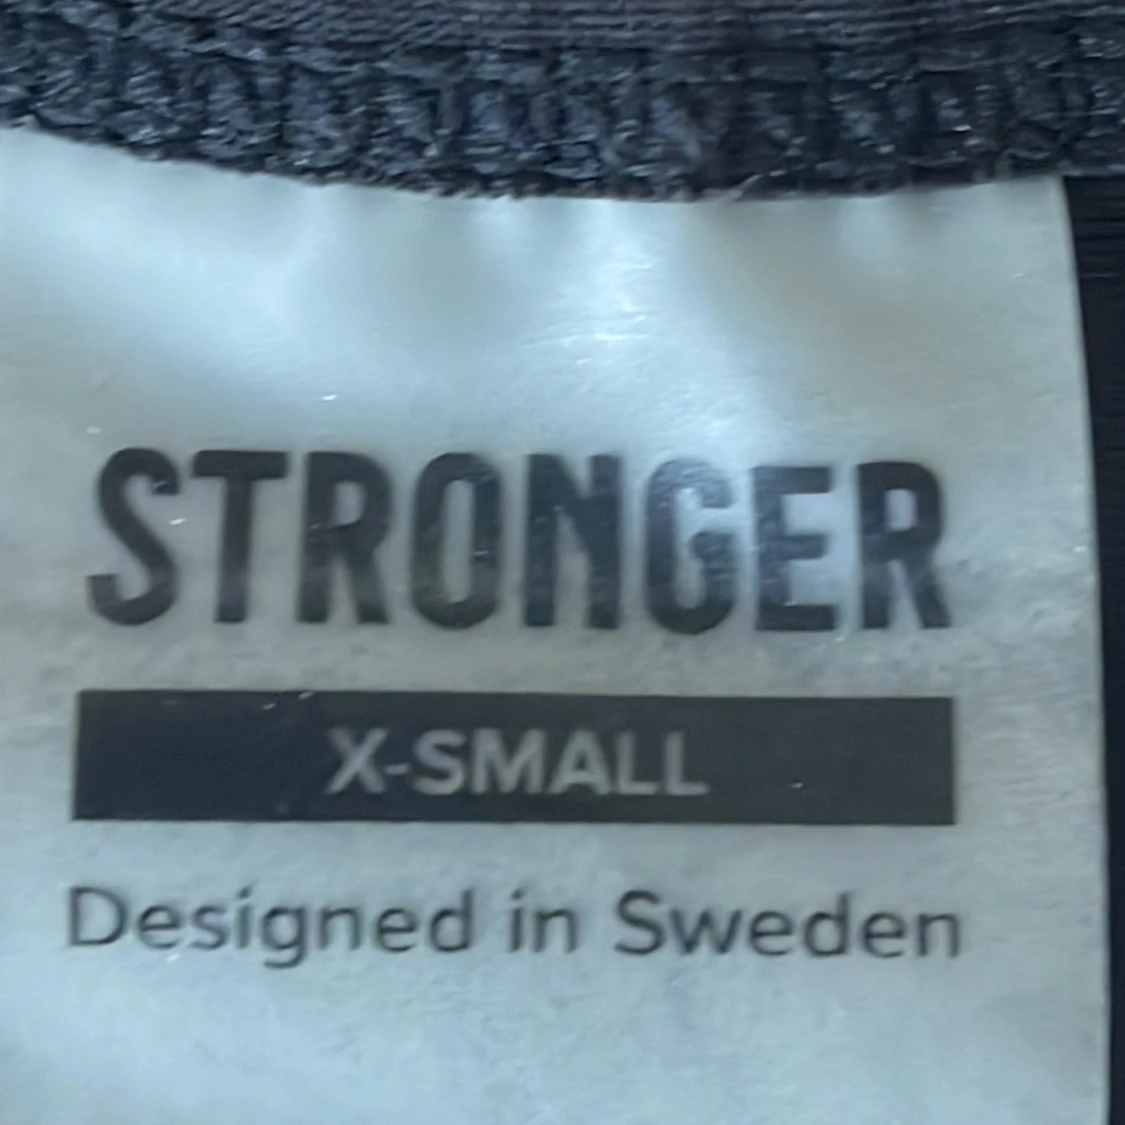 STRONGER
X-SMALL
Designed in Sweden